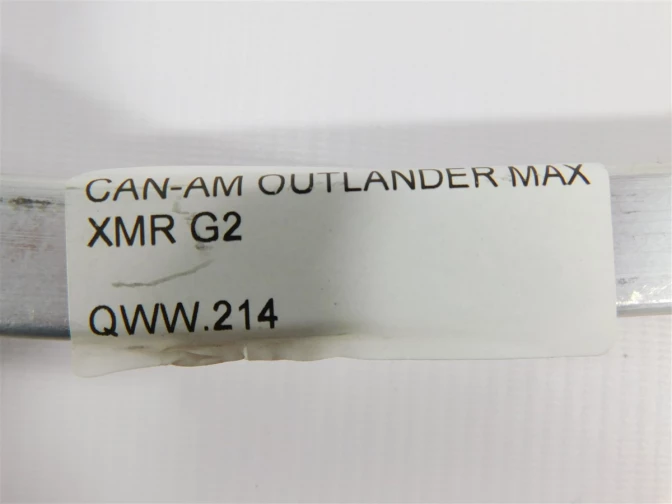 CAN-AM OUTLANDER MAX
XMR G2
QWW.214